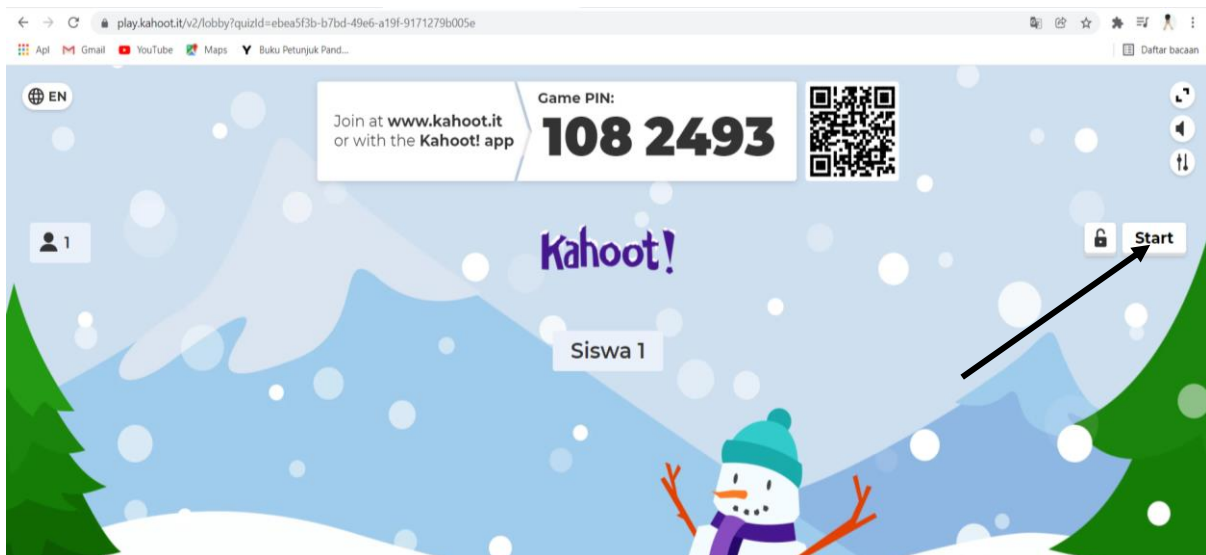 play.kahoot.it/v2/lobby?quizId=ebea5f3b-b7bd-49e6-a19f-9171279b005e
Apl Gmail YouTube Maps Buku Petunjuk Pand... Daftar bacaan
EN
Join at www.kahoot.it
or with the Kahoot! app
Game PIN:
108 2493
1
Kahoot!
Start
Siswa 1